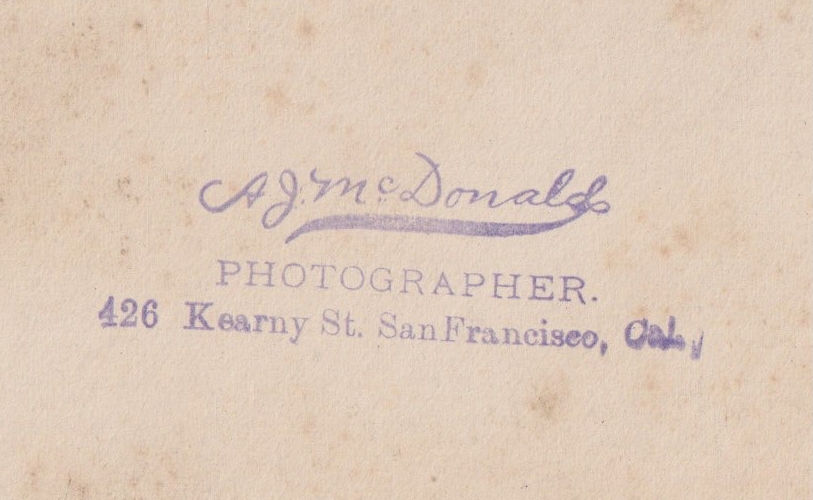 A.J. McDonald
PHOTOGRAPHER.
426 Kearny St. San Francisco, Cal.,